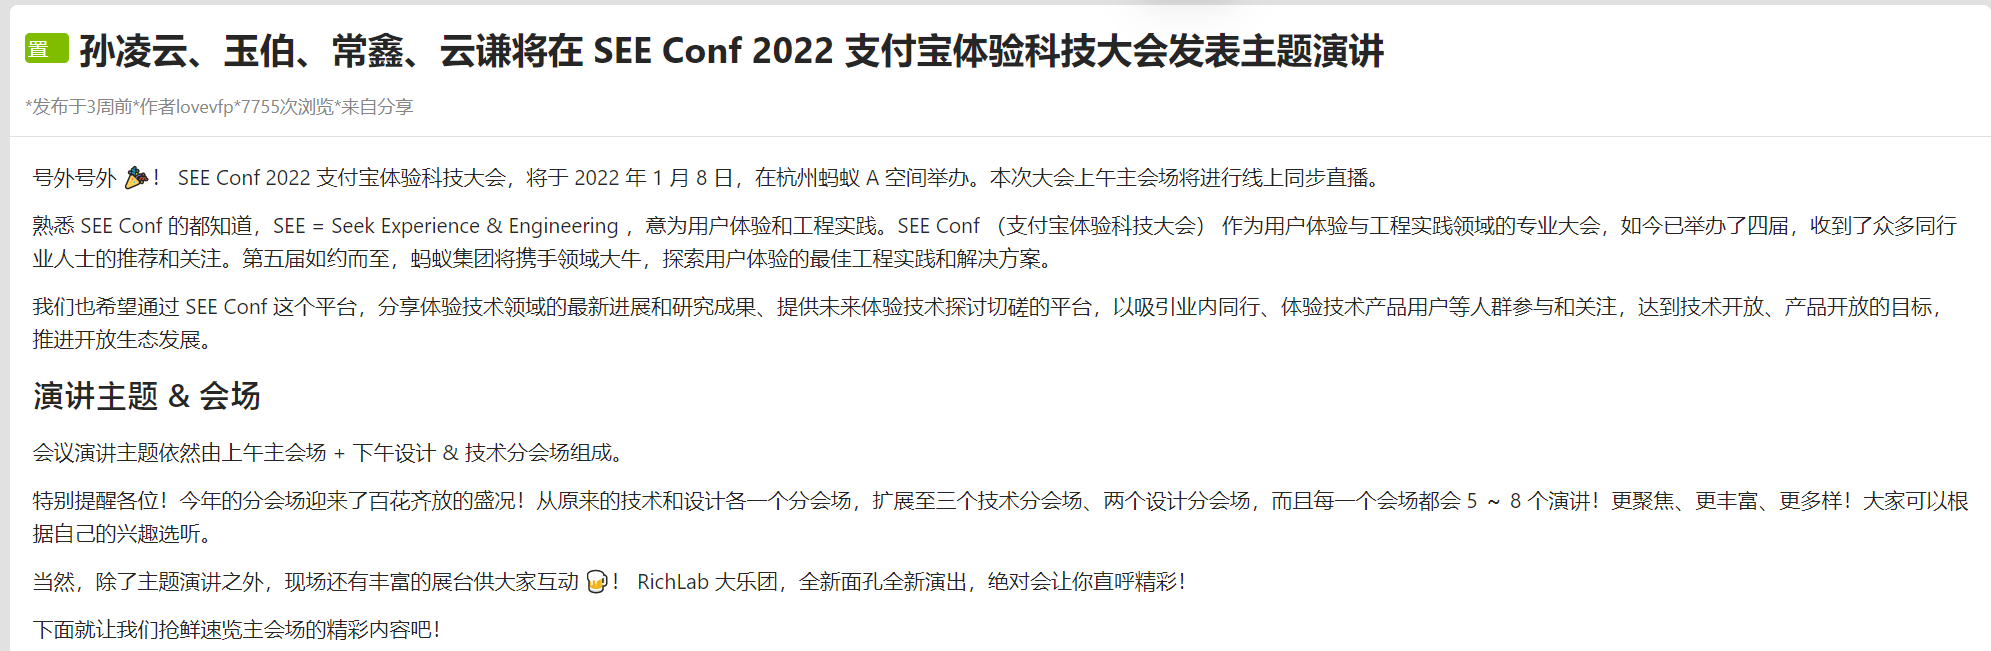 置 孙凌云、玉伯、常鑫、云谦将在 SEE Conf 2022 支付宝体验科技大会发表主题演讲
*发布于3周前*作者lovevfp*7755次浏览*来自分享
号外号外 🎉！ SEE Conf 2022 支付宝体验科技大会，将于 2022 年 1 月 8 日，在杭州蚂蚁 A 空间举办。本次大会上午主会场将进行线上同步直播。
熟悉 SEE Conf 的都知道，SEE = Seek Experience & Engineering ，意为用户体验和工程实践。SEE Conf （支付宝体验科技大会） 作为用户体验与工程实践领域的专业大会，如今已举办了四届，收到了众多同行
业人士的推荐和关注。第五届如约而至，蚂蚁集团将携手领域大牛，探索用户体验的最佳工程实践和解决方案。
我们也希望通过 SEE Conf 这个平台，分享体验技术领域的最新进展和研究成果、提供未来体验技术探讨切磋的平台，以吸引业内同行、体验技术产品用户等人群参与和关注，达到技术开放、产品开放的目标，
推进开放生态发展。
演讲主题 & 会场
会议演讲主题依然由上午主会场 + 下午设计 & 技术分会场组成。
特别提醒各位！今年的分会场迎来了百花齐放的盛况！从原来的技术和设计各一个分会场，扩展至三个技术分会场、两个设计分会场，而且每一个会场都会 5 ～ 8 个演讲！更聚焦、更丰富、更多样！大家可以根
据自己的兴趣选听。
当然，除了主题演讲之外，现场还有丰富的展台供大家互动 🍺！ RichLab 大乐团，全新面孔全新演出，绝对会让你直呼精彩！
下面就让我们抢鲜速览主会场的精彩内容吧！